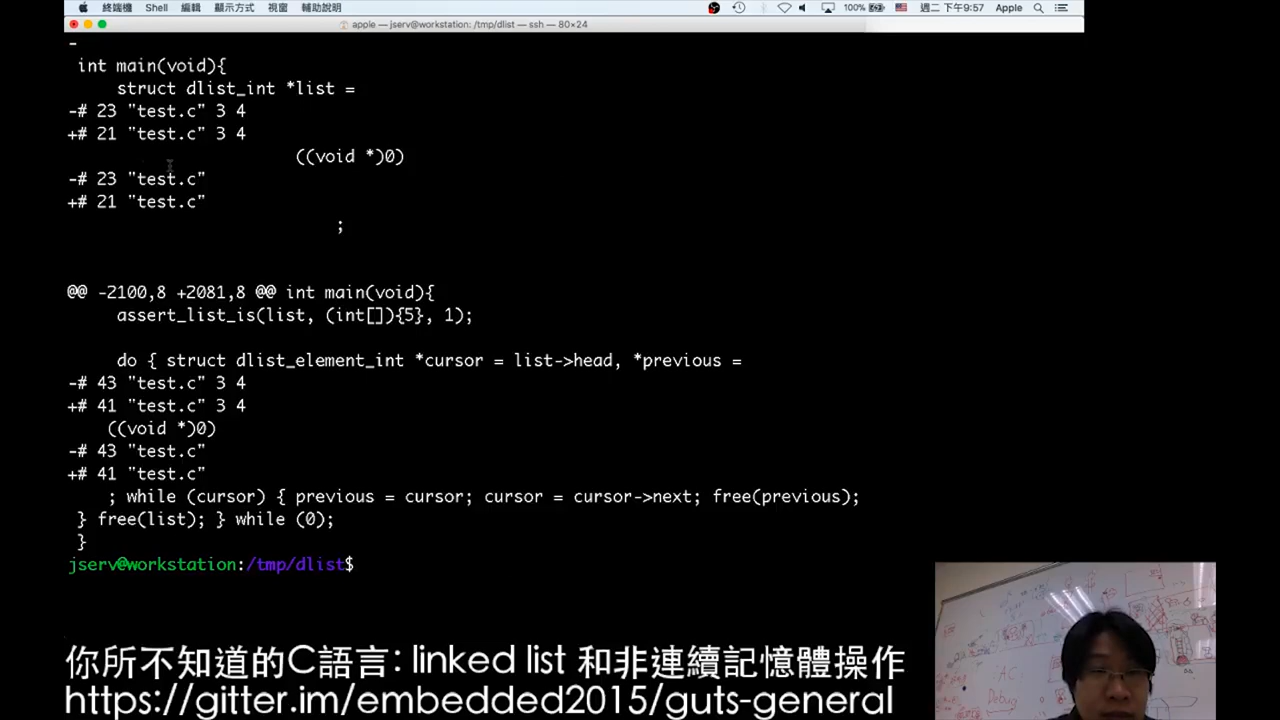 終端機 Shell 編輯 顯示方式 視窗 輔助說明 100% 週二 下午9:57 Apple
apple — jserv@workstation: /tmp/dlist — ssh — 80×24
-
int main(void){
struct dlist_int *list =
-# 23 "test.c" 3 4
+# 21 "test.c" 3 4
((void *)0)
-# 23 "test.c"
+# 21 "test.c"
;
@@ -2100,8 +2081,8 @@ int main(void){
assert_list_is(list, (int[]){5}, 1);
do { struct dlist_element_int *cursor = list->head, *previous =
-# 43 "test.c" 3 4
+# 41 "test.c" 3 4
((void *)0)
-# 43 "test.c"
+# 41 "test.c"
; while (cursor) { previous = cursor; cursor = cursor->next; free(previous);
} free(list); } while (0);
}
jserv@workstation:/tmp/dlist$
你所不知道的C語言: linked list 和非連續記憶體操作
https://gitter.im/embedded2015/guts-general
AC
Debug